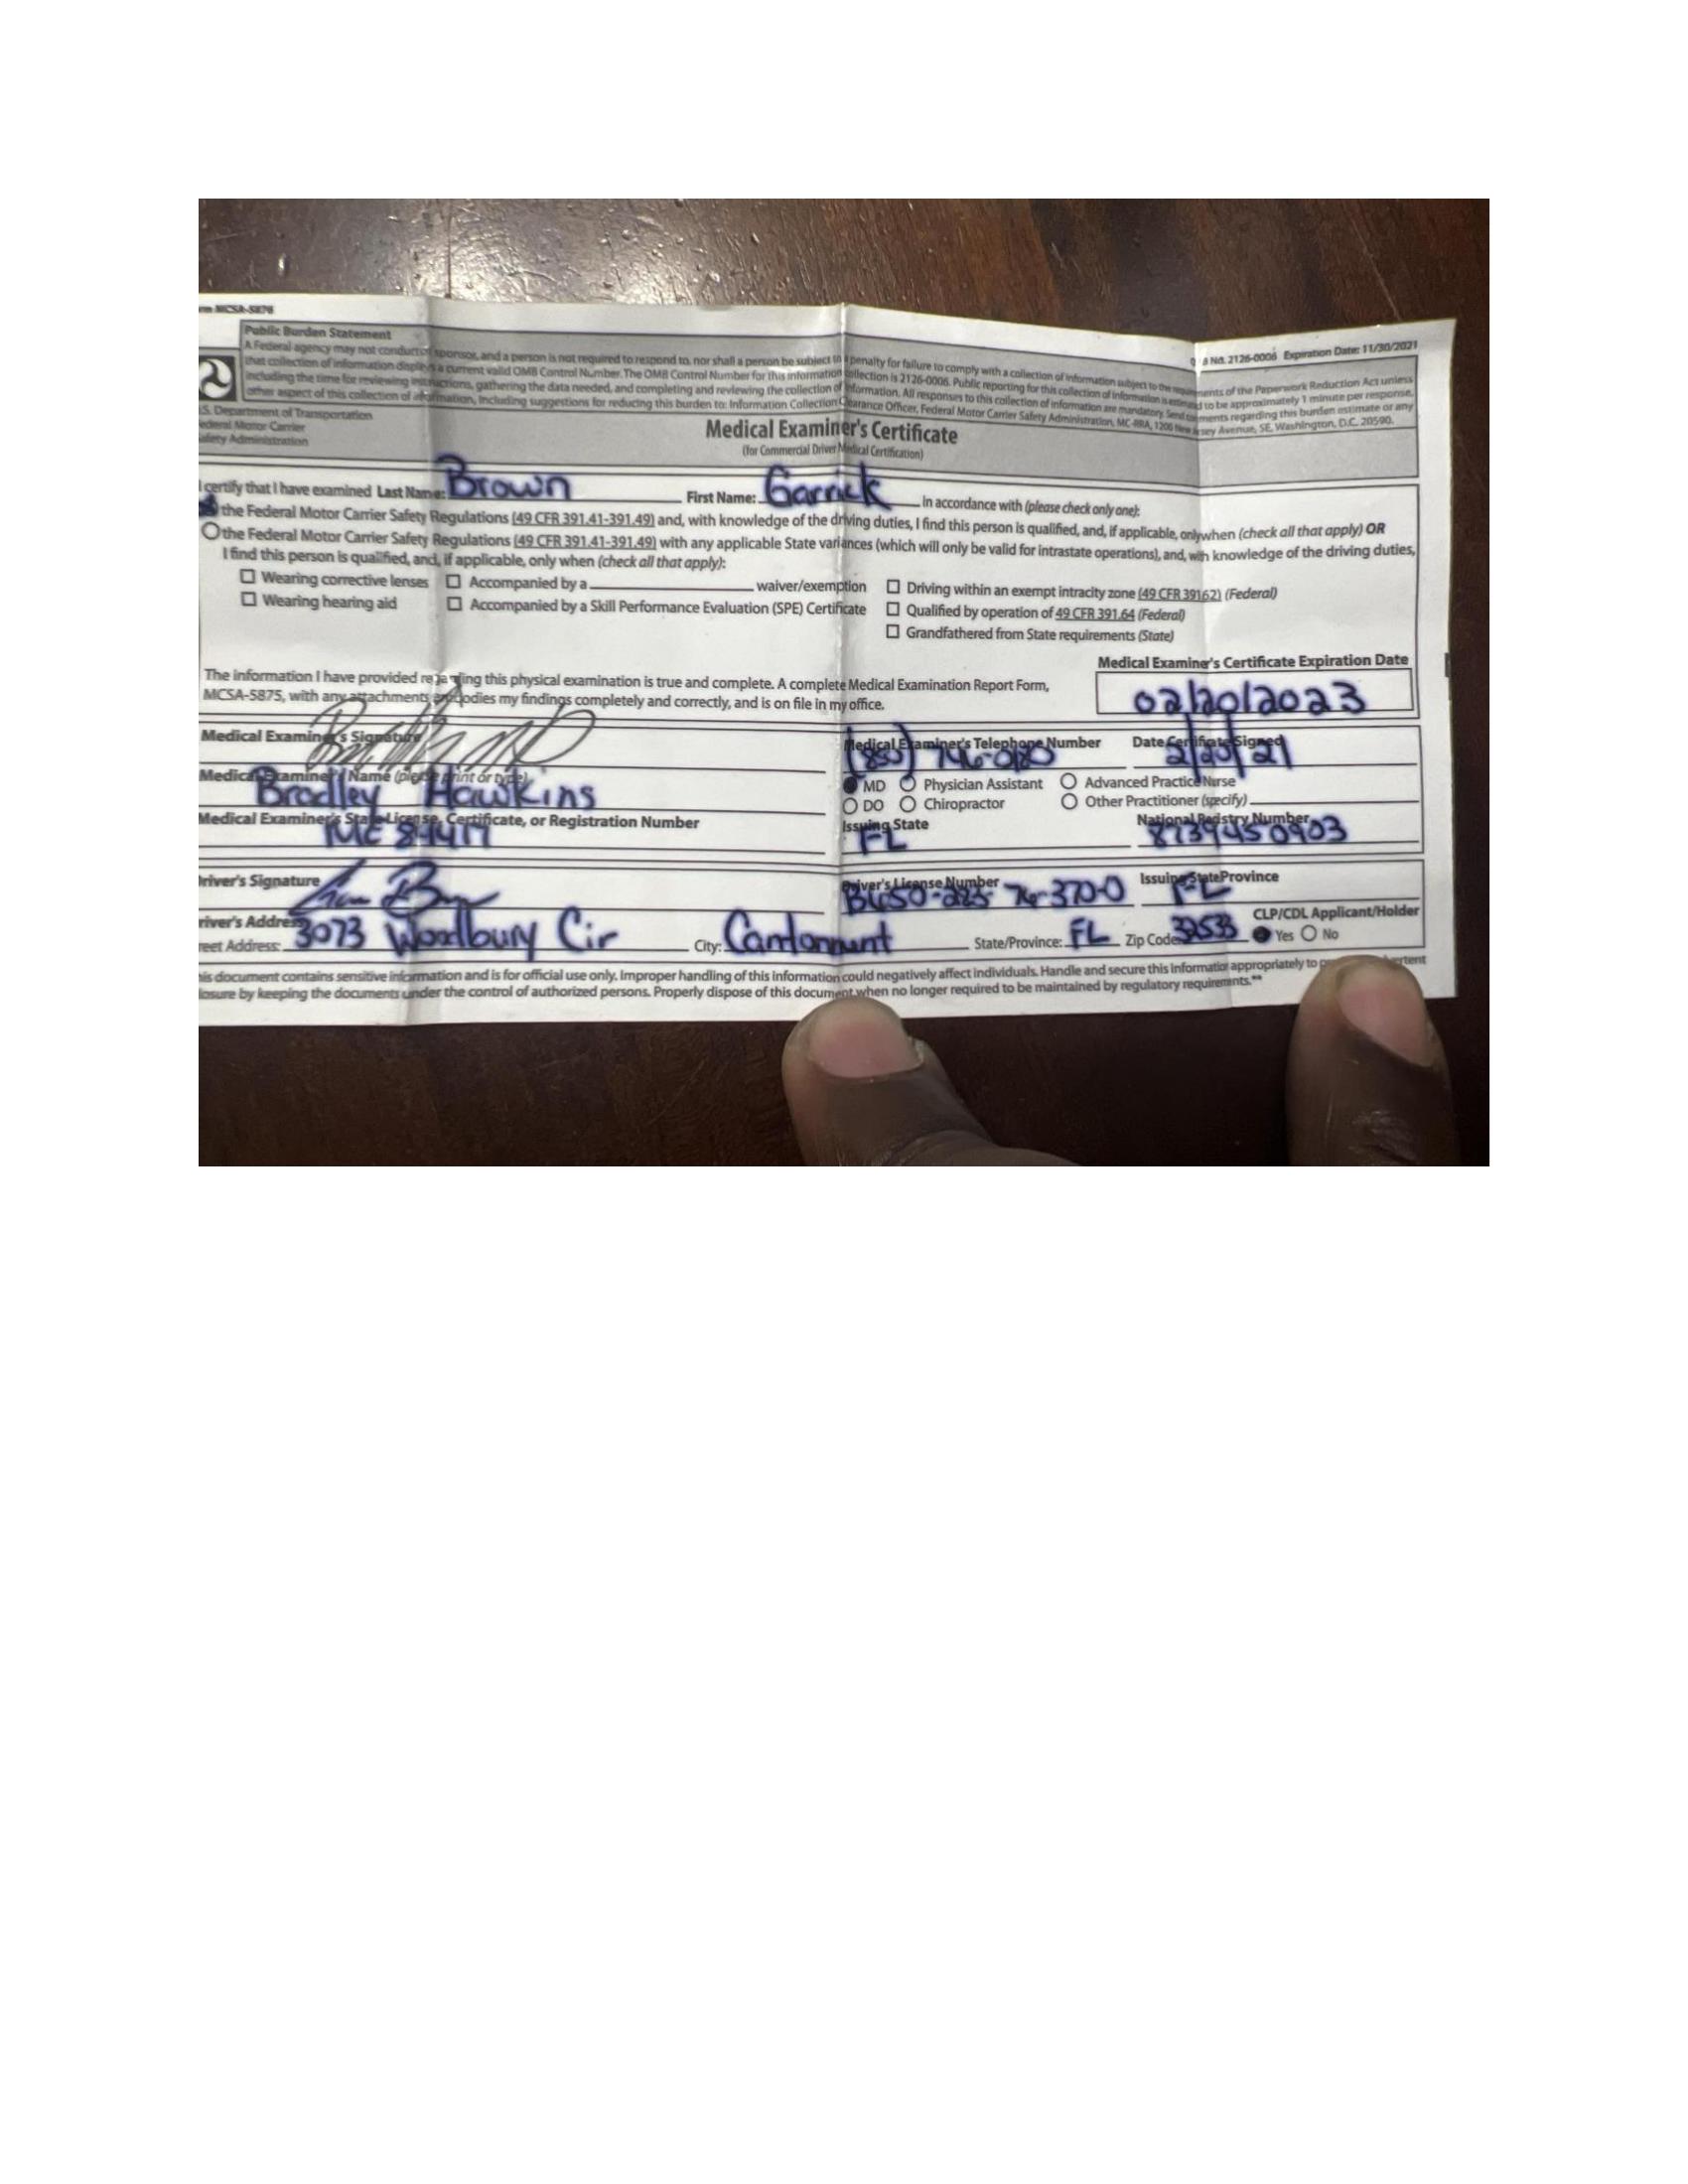 MCSA-5876
Public Burden Statement
No. 2126-0006 Expiration Date: 11/30/2021
A Federal agency may not conduct or sponsor, and a person is not required to respond to, nor shall a person be subject to a penalty for failure to comply with a collection of information subject to the requirements of the Paperwork Reduction Act unless
that collection of information displays a current valid OMB Control Number. The OMB Control Number for this information collection is 2126-0006. Public reporting for this collection of information is estimated to be approximately 1 minute per response,
including the time for reviewing instructions, gathering the data needed, and completing and reviewing the collection of information. All responses to this collection of information are mandatory. Send comments regarding this burden estimate or any
other aspect of this collection of information, including suggestions for reducing this burden to: Information Collection Clearance Officer, Federal Motor Carrier Safety Administration, MC-RRA, 1200 New Jersey Avenue, SE, Washington, D.C. 20590.
U.S. Department of Transportation
Federal Motor Carrier
Safety Administration
Medical Examiner's Certificate
(for Commercial Driver Medical Certification)
I certify that I have examined Last Name: Brown First Name: Garrick in accordance with (please check only one):
the Federal Motor Carrier Safety Regulations (49 CFR 391.41-391.49) and, with knowledge of the driving duties, I find this person is qualified, and, if applicable, only when (check all that apply) OR
the Federal Motor Carrier Safety Regulations (49 CFR 391.41-391.49) with any applicable State variances (which will only be valid for intrastate operations), and, with knowledge of the driving duties,
I find this person is qualified, and, if applicable, only when (check all that apply):
Wearing corrective lenses Accompanied by a waiver/exemption Driving within an exempt intracity zone (49 CFR 391.62) (Federal)
Wearing hearing aid Accompanied by a Skill Performance Evaluation (SPE) Certificate Qualified by operation of 49 CFR 391.64 (Federal)
Grandfathered from State requirements (State)
Medical Examiner's Certificate Expiration Date
The information I have provided regarding this physical examination is true and complete. A complete Medical Examination Report Form,
MCSA-5875, with any attachments embodies my findings completely and correctly, and is on file in my office.
02/20/2023
Medical Examiner's Signature Medical Examiner's Telephone Number Date Certificate Signed
(850) 2/20/21
Medical Examiner's Name (please print or type) MD Physician Assistant Advanced Practice Nurse
Bradley Hawkins DO Chiropractor Other Practitioner (specify)
Medical Examiner's State License, Certificate, or Registration Number Issuing State National Registry Number
FL 8739450903
Driver's Signature Driver's License Number Issuing State/Province
FL
Driver's Address CLP/CDL Applicant/Holder
Street Address: 3073 Woodbury Cir City: Cantonment State/Province: FL Zip Code 32533 Yes No
This document contains sensitive information and is for official use only. Improper handling of this information could negatively affect individuals. Handle and secure this information appropriately to
by keeping the documents under the control of authorized persons. Properly dispose of this document when no longer required to be maintained by regulatory requirements.**